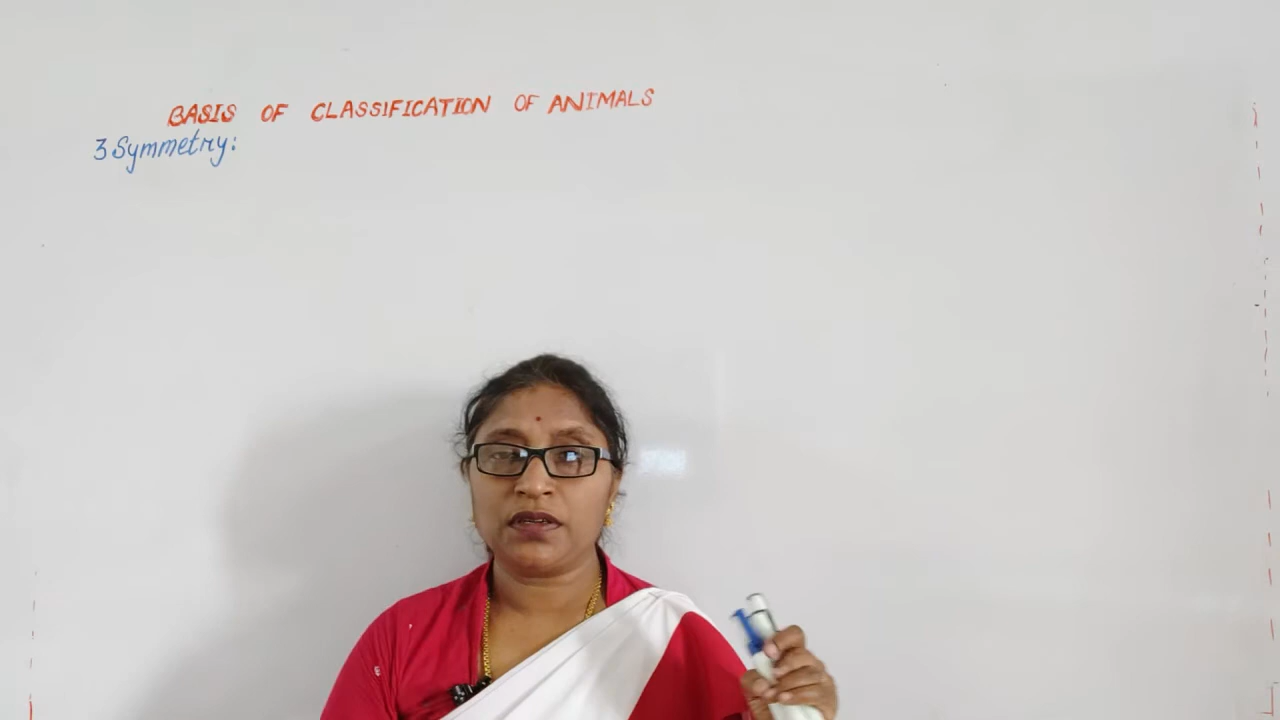 BASIS OF CLASSIFICATION OF ANIMALS
3 Symmetry: